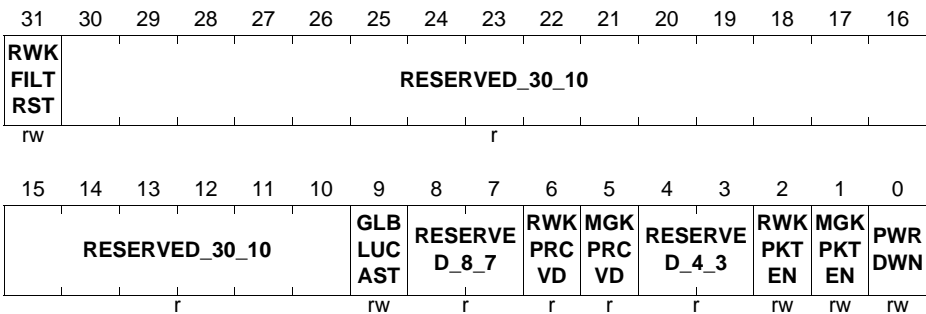 31 30 29 28 27 26 25 24 23 22 21 20 19 18 17 16
RWK
FILT
RST
RESERVED_30_10
rw r
15 14 13 12 11 10 9 8 7 6 5 4 3 2 1 0
RESERVED_30_10
GLB
LUC
AST
RESERVE
D_8_7
RWK
PRC
VD
MGK
PRC
VD
RESERVE
D_4_3
RWK
PKT
EN
MGK
PKT
EN
PWR
DWN
r rw r r r r rw rw rw